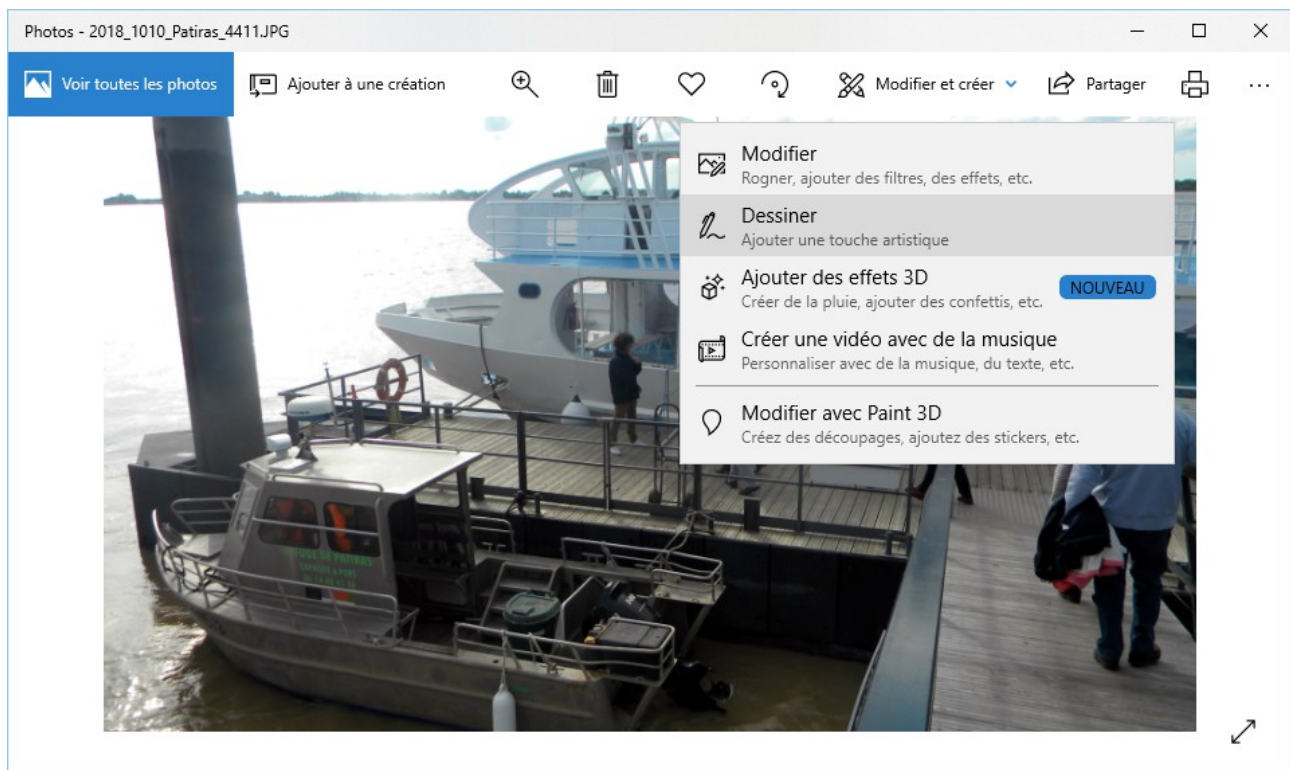 Photos - 2018_1010_Patiras_4411.JPG
Voir toutes les photos
Ajouter à une création
Modifier et créer
Partager
Modifier
Rogner, ajouter des filtres, des effets, etc.
Dessiner
Ajouter une touche artistique
Ajouter des effets 3D
Créer de la pluie, ajouter des confettis, etc.
NOUVEAU
Créer une vidéo avec de la musique
Personnaliser avec de la musique, du texte, etc.
Modifier avec Paint 3D
Créez des découpages, ajoutez des stickers, etc.
DE PATIRAS